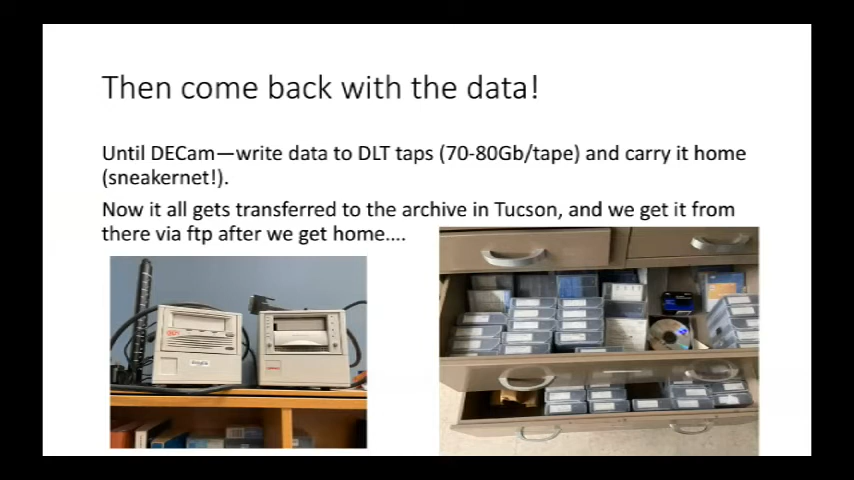 Then come back with the data!
Until DECam—write data to DLT taps (70-80Gb/tape) and carry it home
(sneakernet!).
Now it all gets transferred to the archive in Tucson, and we get it from
there via ftp after we get home....